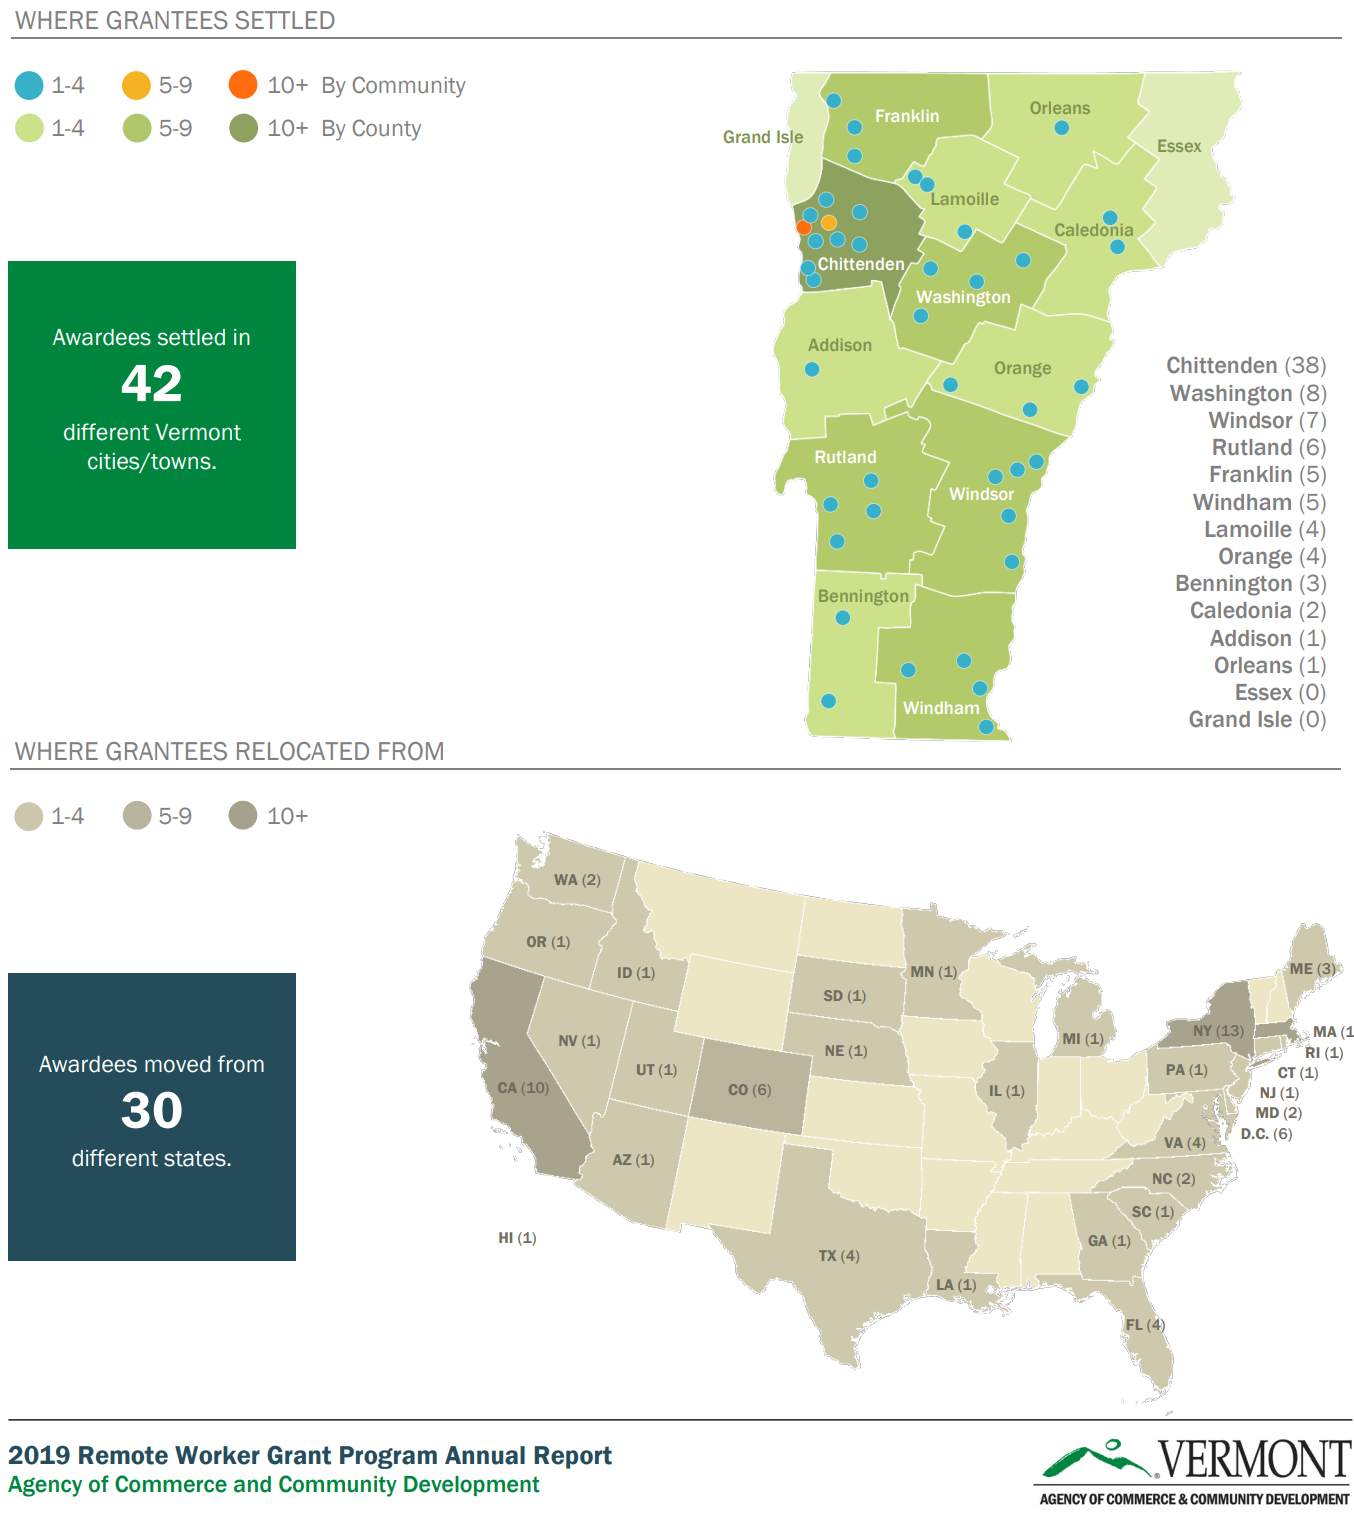 WHERE GRANTEES SETTLED
1-4 5-9 10+ By Community
1-4 5-9 10+ By County
Awardees settled in
42
different Vermont
cities/towns.
Grand Isle
Franklin
Orleans
Essex
Lamoille
Caledonia
Chittenden
Washington
Addison
Orange
Rutland
Windsor
Bennington
Windham
Chittenden (38)
Washington (8)
Windsor (7)
Rutland (6)
Franklin (5)
Windham (5)
Lamoille (4)
Orange (4)
Bennington (3)
Caledonia (2)
Addison (1)
Orleans (1)
Essex (0)
Grand Isle (0)
WHERE GRANTEES RELOCATED FROM
1-4 5-9 10+
Awardees moved from
30
different states.
WA (2)
OR (1)
ID (1)
MN (1)
ME (3)
SD (1)
NV (1)
NE (1)
MI (1)
NY (13)
MA (1
RI (1)
UT (1)
CO (6)
CA (10)
IL (1)
PA (1)
CT (1)
NJ (1)
MD (2)
D.C. (6)
VA (4)
AZ (1)
NC (2)
SC (1)
HI (1)
TX (4)
GA (1)
LA (1)
FL (4)
2019 Remote Worker Grant Program Annual Report
Agency of Commerce and Community Development
VERMONT
AGENCY OF COMMERCE & COMMUNITY DEVELOPMENT